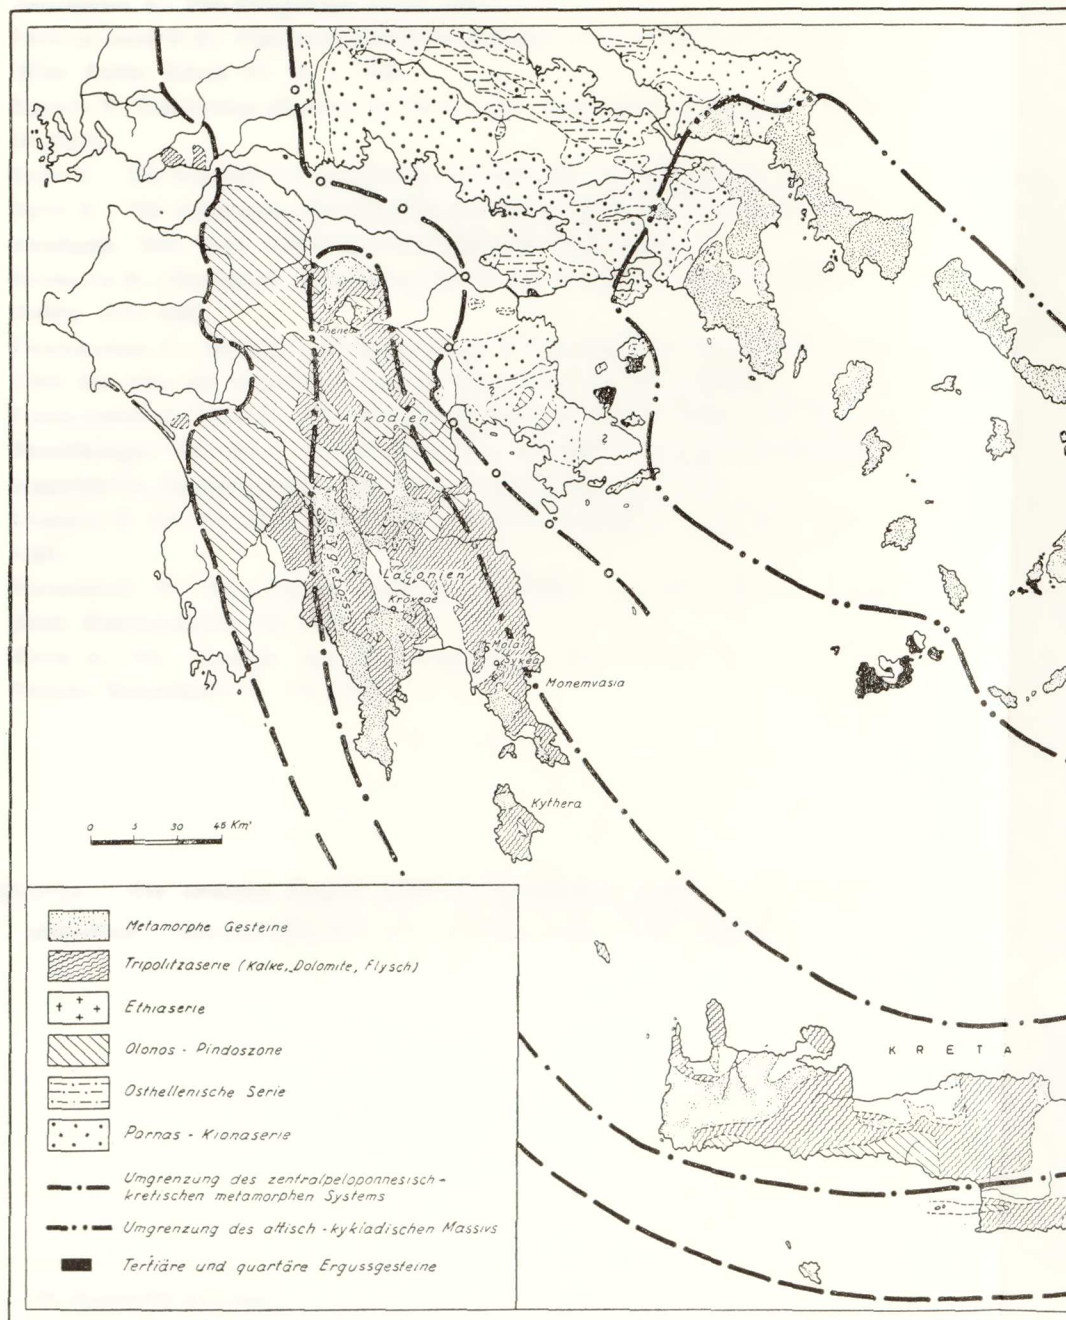 Pheneos
Arkadien
Taygetos
Laconien
Krokeae
Molai
Sykea
Monemvasia
Kythera
0 5 30 45 Km'
KRETA
Metamorphe Gesteine
Tripolitzaserie (Kalke, Dolomite, Flysch)
Ethiaserie
Olonos - Pindoszone
Osthellenische Serie
Parnas - Kionaserie
Umgrenzung des zentralpeloponnesisch-
kretischen metamorphen Systems
Umgrenzung des attisch - kykladischen Massivs
Tertiäre und quartäre Ergussgesteine